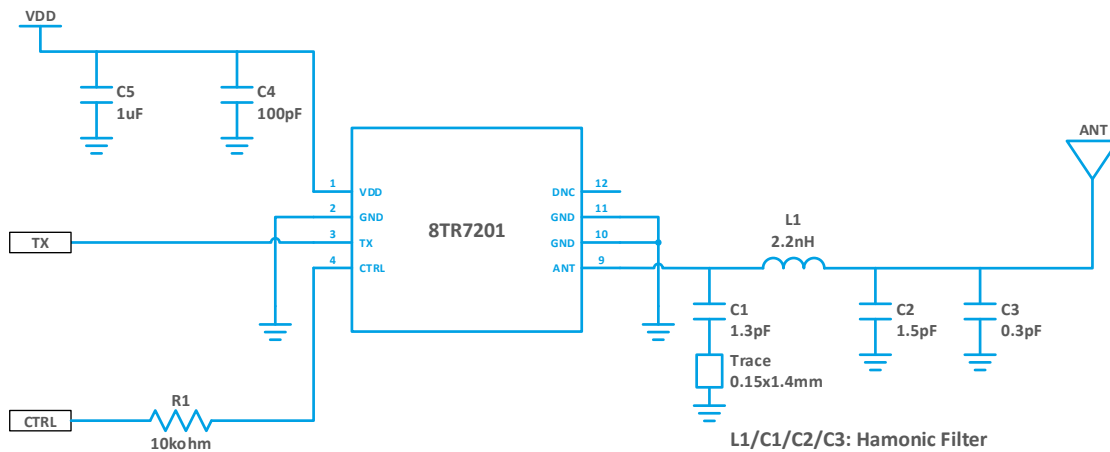 VDD
C5
1uF
C4
100pF
ANT
1
VDD
2
GND
3
TX
4
CTRL
8TR7201
DNC
12
GND
11
GND
10
ANT
9
TX
L1
2.2nH
C1
1.3pF
C2
1.5pF
C3
0.3pF
Trace
0.15x1.4mm
CTRL
R1
10kohm
L1/C1/C2/C3: Hamonic Filter